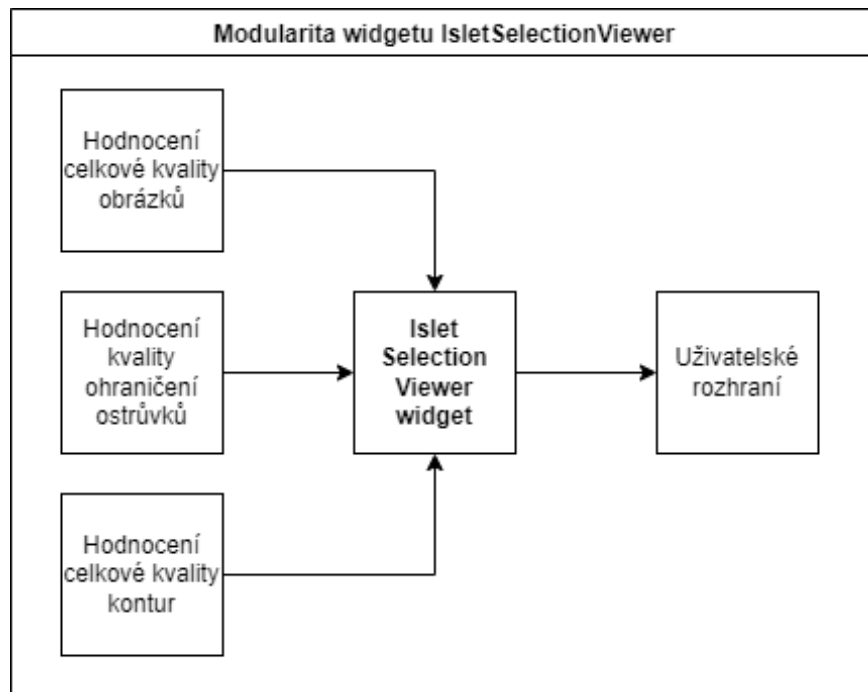 Modularita widgetu IsletSelectionViewer
Hodnocení
celkové kvality
obrázků
Hodnocení
kvality
ohraničení
ostrůvků
Islet
Selection
Viewer
widget
Uživatelské
rozhraní
Hodnocení
celkové kvality
kontur